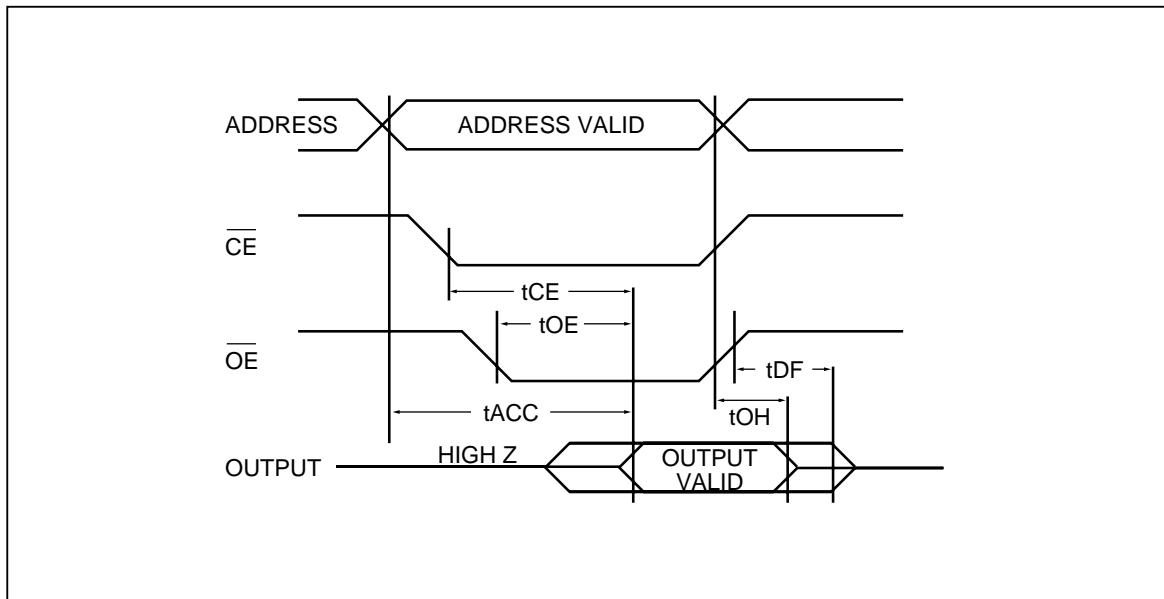 ADDRESS
ADDRESS VALID
CE
tCE
tOE
OE
tDF
tACC
tOH
HIGH Z
OUTPUT
OUTPUT
VALID